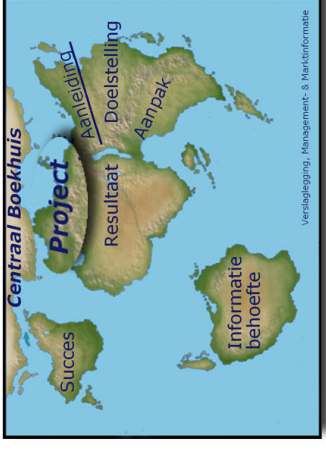 Centraal Boekhuis
Project
Aanleiding
Doelstelling
Aanpak
Resultaat
Succes
Informatie
behoefte
Verslaglegging, Management- & Marktinformatie